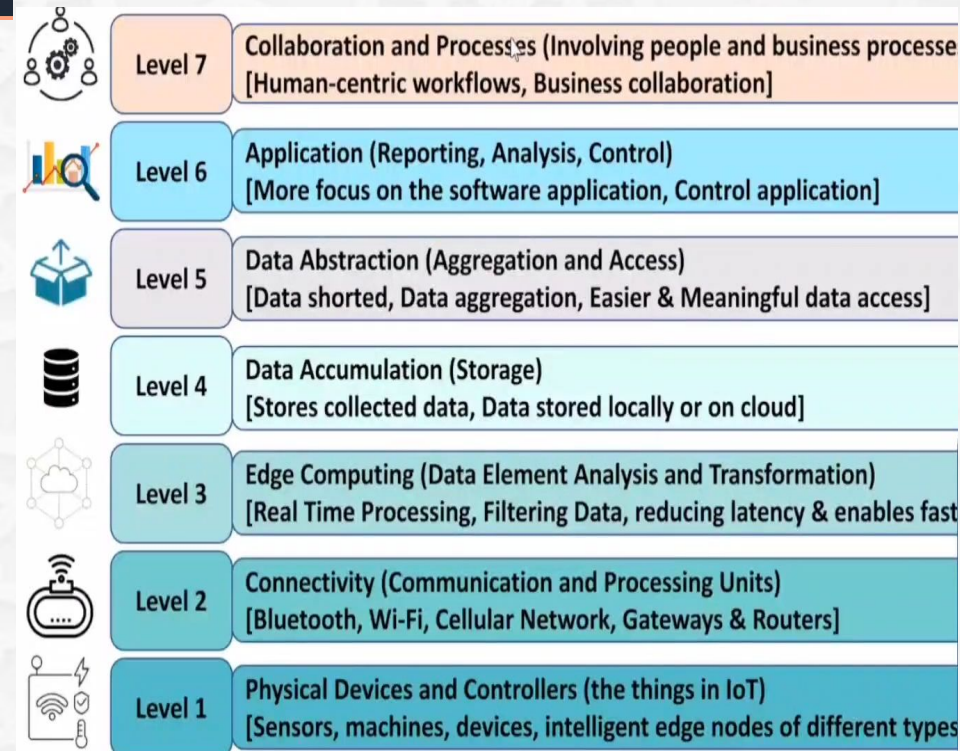 Level 7
Collaboration and Processes (Involving people and business processe
[Human-centric workflows, Business collaboration]
Level 6
Application (Reporting, Analysis, Control)
[More focus on the software application, Control application]
Level 5
Data Abstraction (Aggregation and Access)
[Data shorted, Data aggregation, Easier & Meaningful data access]
Level 4
Data Accumulation (Storage)
[Stores collected data, Data stored locally or on cloud]
Level 3
Edge Computing (Data Element Analysis and Transformation)
[Real Time Processing, Filtering Data, reducing latency & enables fast
Level 2
Connectivity (Communication and Processing Units)
[Bluetooth, Wi-Fi, Cellular Network, Gateways & Routers]
Level 1
Physical Devices and Controllers (the things in IoT)
[Sensors, machines, devices, intelligent edge nodes of different types